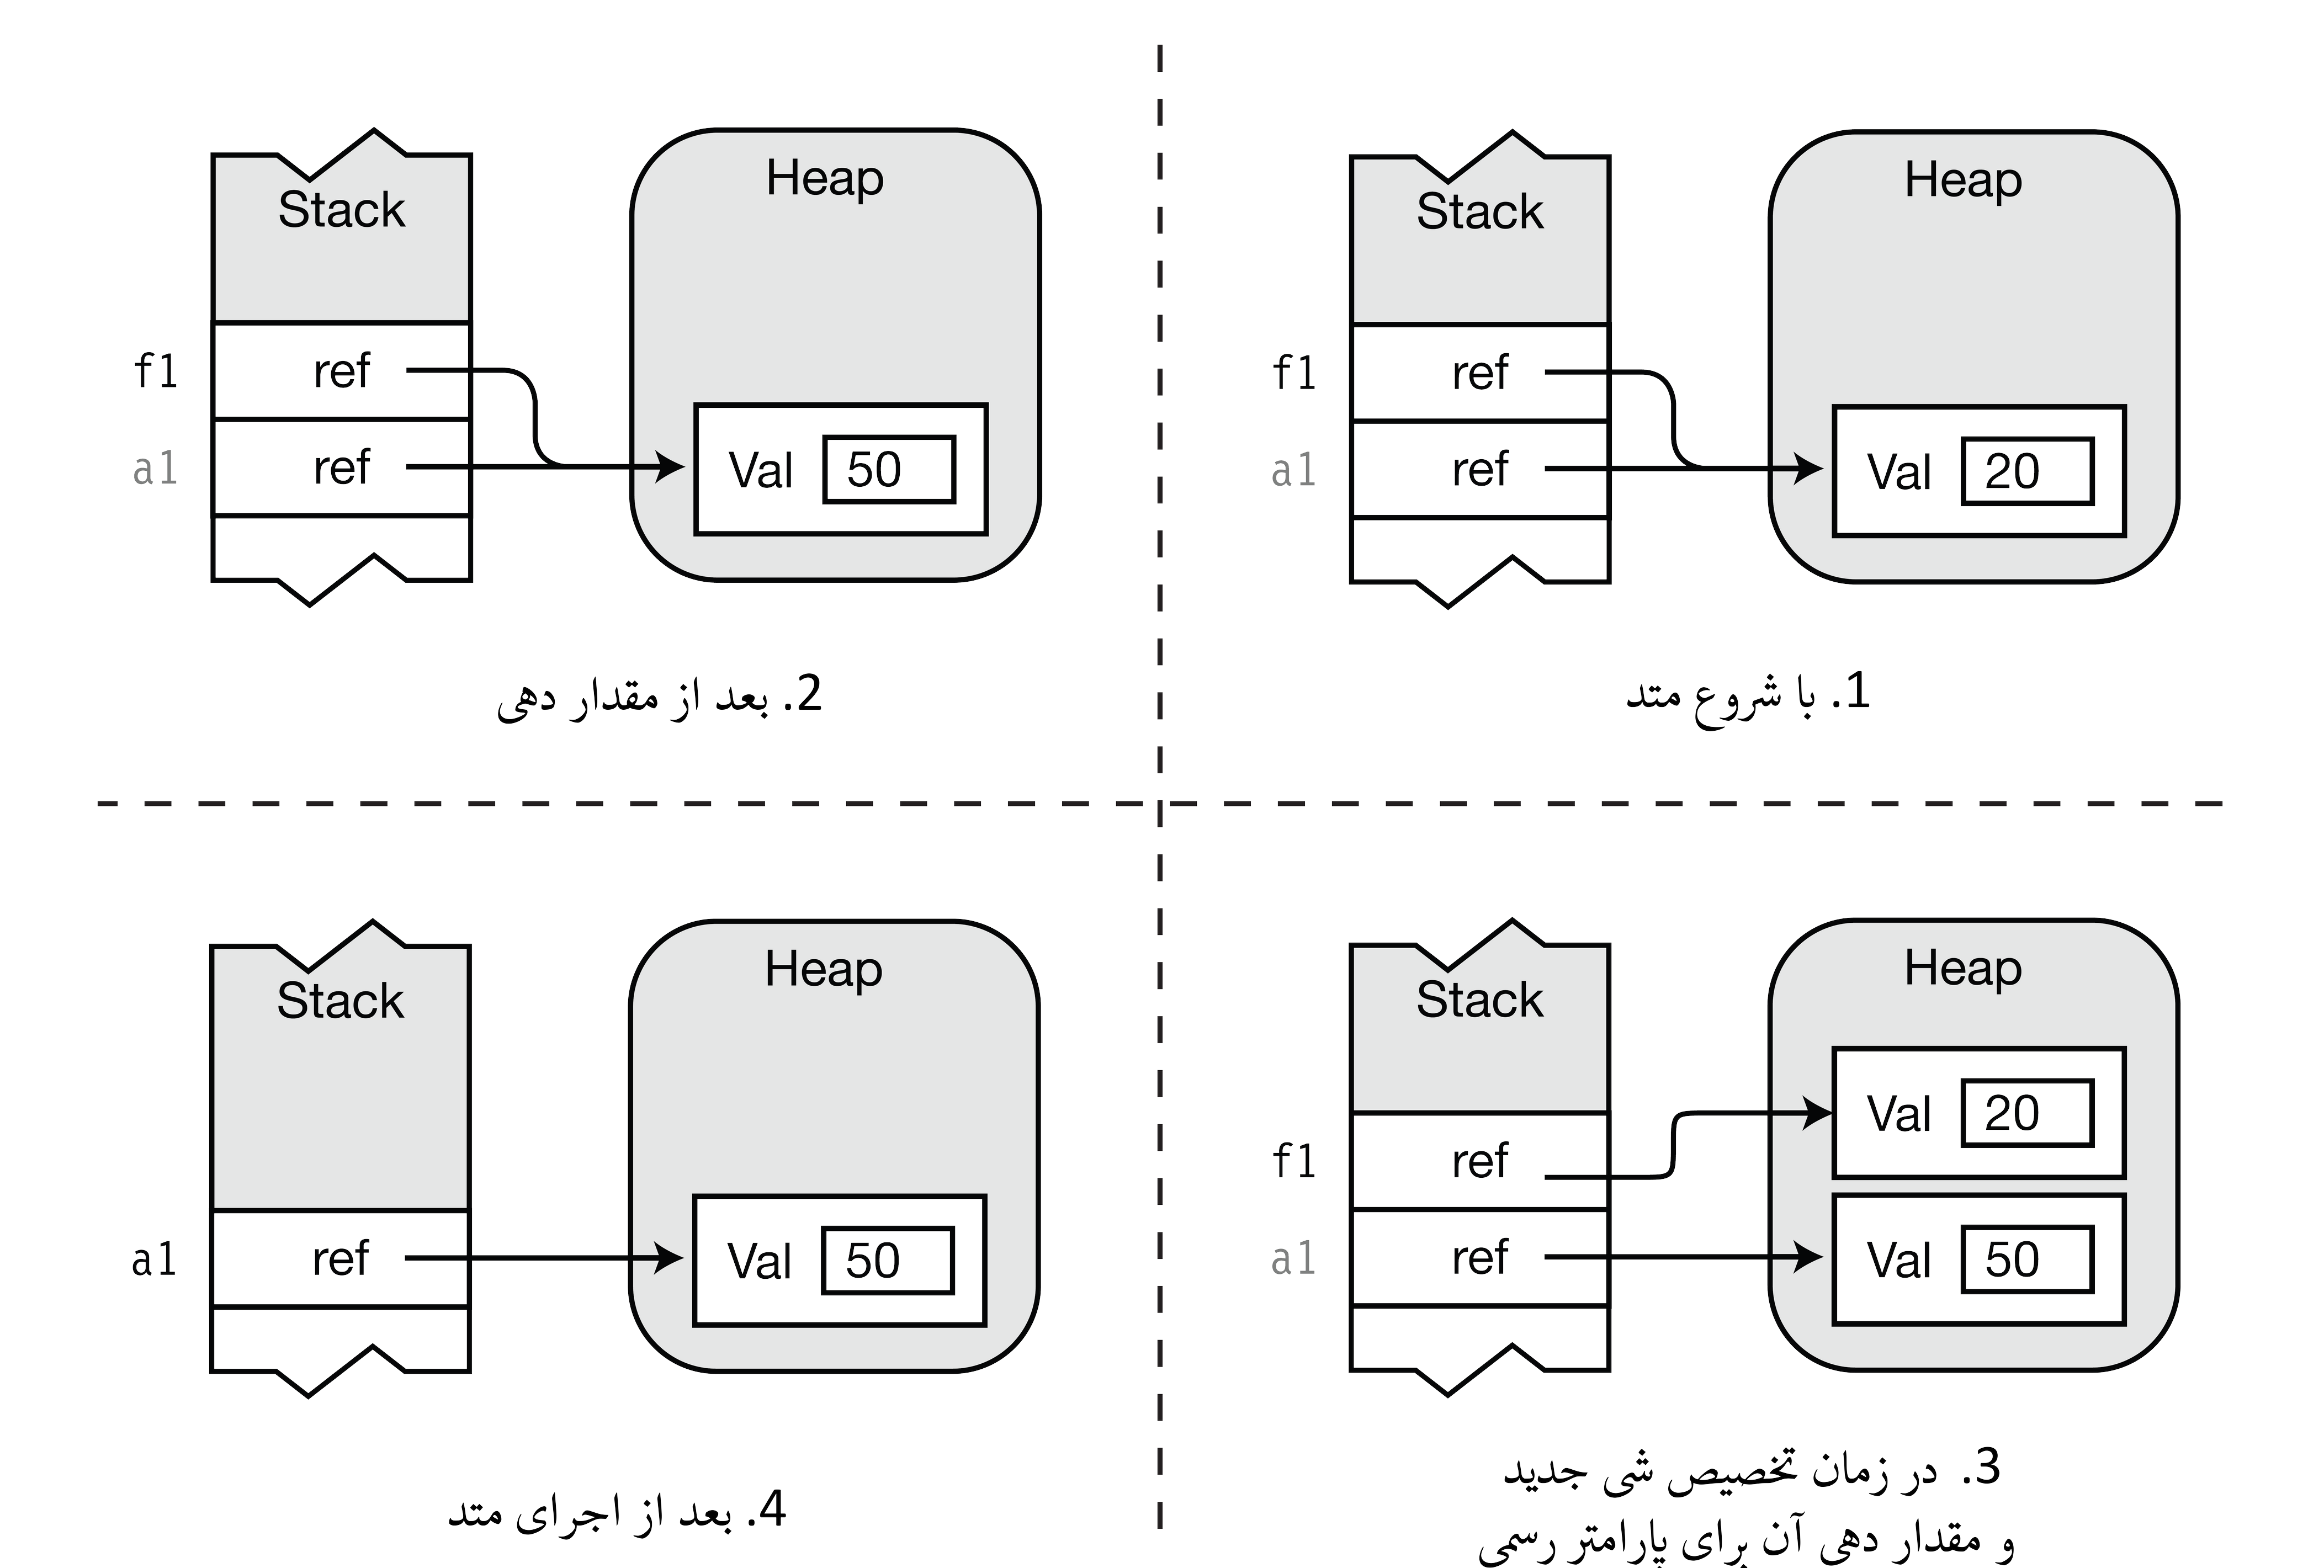 Heap
Stack
f1 ref
a1 ref Val 20
1. با شروع متد
Heap
Stack
f1 ref
a1 ref Val 50
2. بعد از مقدار دهی
Heap
Stack
Val 20
f1 ref
a1 ref Val 50
3. در زمان تخصیص شی جدید
و مقدار دهی آن برای پارامتر رسمی
Heap
Stack
a1 ref Val 50
4. بعد از اجرای متد